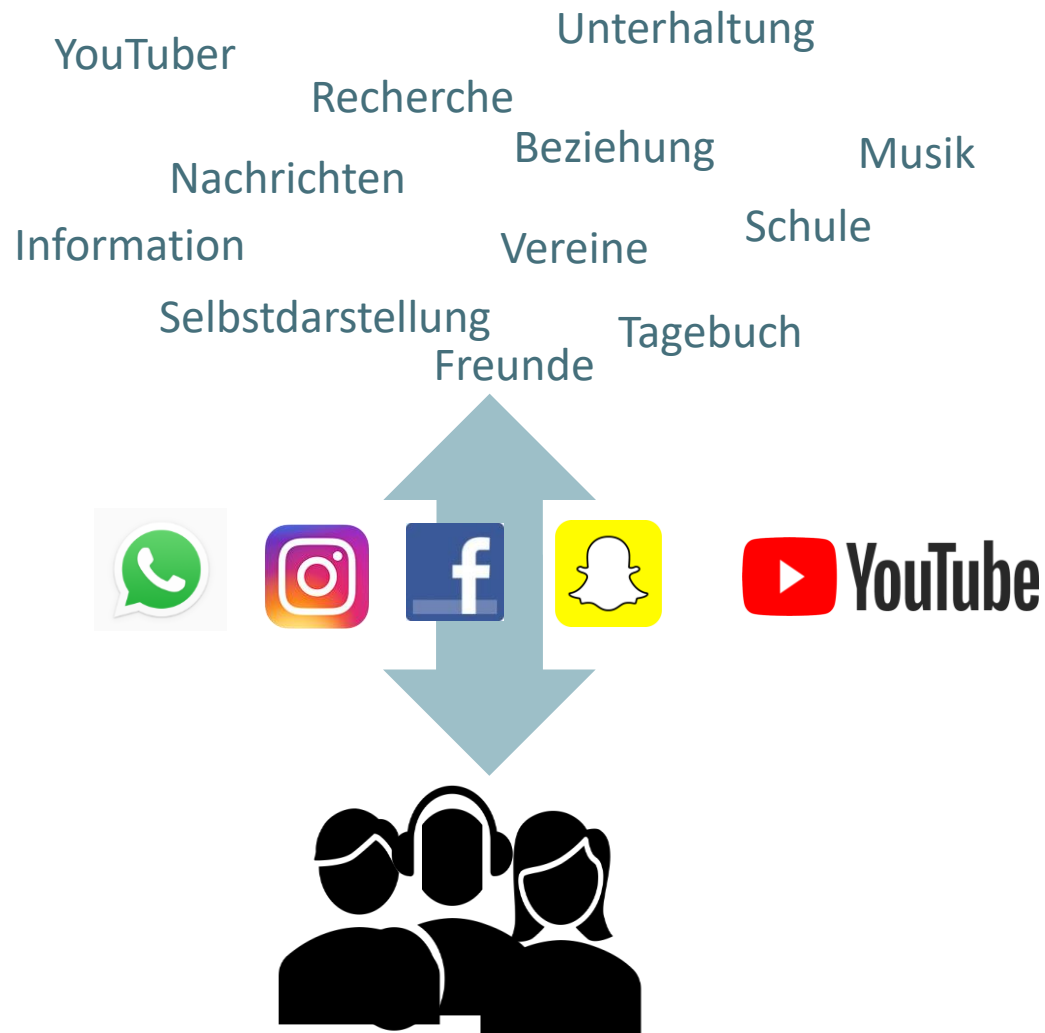 YouTuber
Unterhaltung
Recherche
Beziehung
Musik
Nachrichten
Schule
Information
Vereine
Selbstdarstellung
Tagebuch
Freunde
f
YouTube